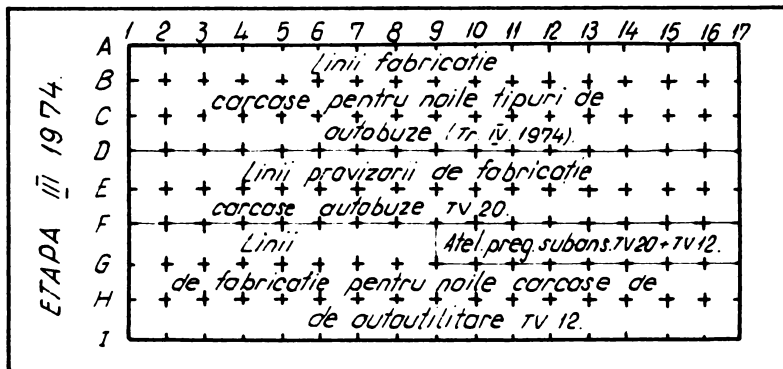 1 2 3 4 5 6 7 8 9 10 11 12 13 14 15 16 17
ETAPA III 1974.
A
Linii fabricatie
B
carcase pentru noile tipuri de
C
autobuze (Tr. IV. 1974).
D
Linii provizorii de fabricatie
E
carcase autobuze TV 20.
F
Linii
Atel. preg. subans. TV 20 + TV 12.
G
de fabricatie pentru noile carcase de
H
de autoutilitare TV 12.
I